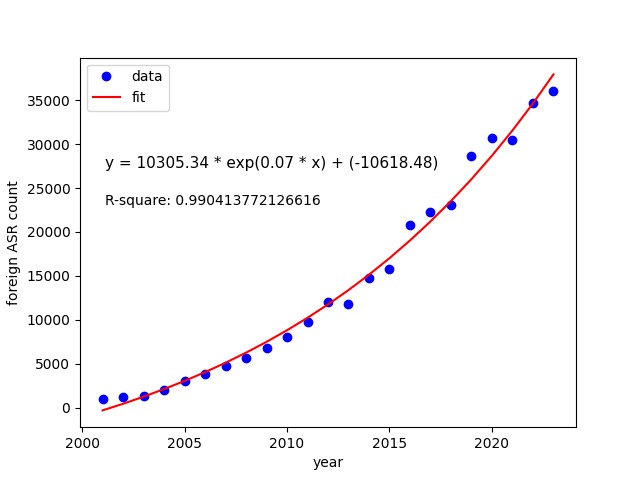 data
fit
y = 10305.34 * exp(0.07 * x) + (-10618.48)
R-square: 0.990413772126616
35000
30000
25000
20000
15000
10000
5000
0
foreign ASR count
2000
2005
2010
2015
2020
year